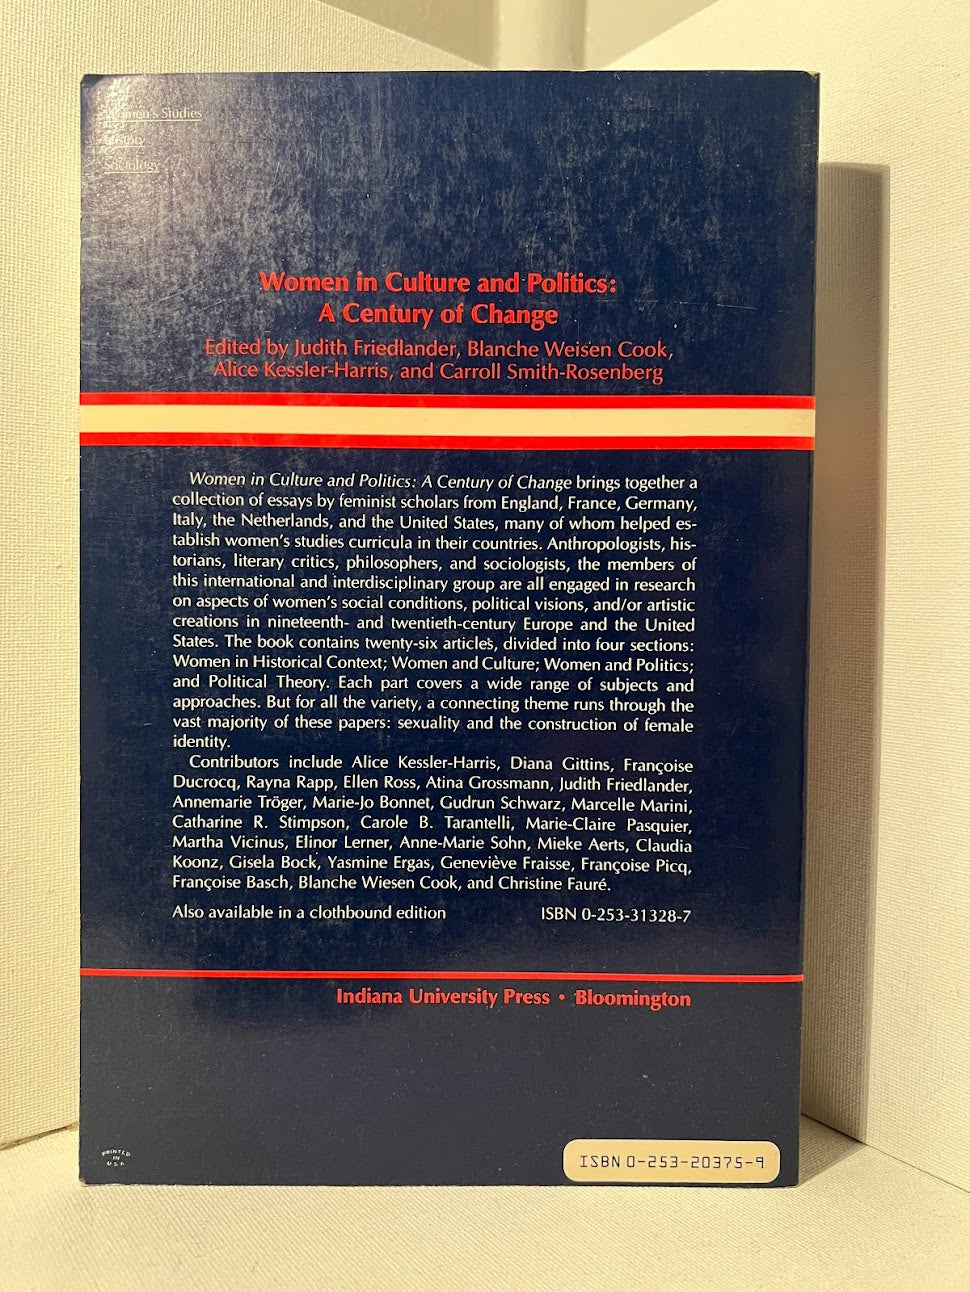 Women's Studies
History
Sociology
Women in Culture and Politics:
A Century of Change
Edited by Judith Friedlander, Blanche Weisen Cook,
Alice Kessler-Harris, and Carroll Smith-Rosenberg
Women in Culture and Politics: A Century of Change brings together a
collection of essays by feminist scholars from England, France, Germany,
Italy, the Netherlands, and the United States, many of whom helped es-
tablish women's studies curricula in their countries. Anthropologists, his-
torians, literary critics, philosophers, and sociologists, the members of
this international and interdisciplinary group are all engaged in research
on aspects of women's social conditions, political visions, and/or artistic
creations in nineteenth- and twentieth-century Europe and the United
States. The book contains twenty-six articles, divided into four sections:
Women in Historical Context; Women and Culture; Women and Politics;
and Political Theory. Each part covers a wide range of subjects and
approaches. But for all the variety, a connecting theme runs through the
vast majority of these papers: sexuality and the construction of female
identity.
Contributors include Alice Kessler-Harris, Diana Gittins, Françoise
Ducrocq, Rayna Rapp, Ellen Ross, Atina Grossmann, Judith Friedlander,
Annemarie Tröger, Marie-Jo Bonnet, Gudrun Schwarz, Marcelle Marini,
Catharine R. Stimpson, Carole B. Tarantelli, Marie-Claire Pasquier,
Martha Vicinus, Elinor Lerner, Anne-Marie Sohn, Mieke Aerts, Claudia
Koonz, Gisela Bock, Yasmine Ergas, Geneviève Fraisse, Françoise Picq,
Françoise Basch, Blanche Wiesen Cook, and Christine Fauré.
Also available in a clothbound edition ISBN 0-253-31328-7
Indiana University Press • Bloomington
PRINTED
IN
USA
ISBN 0-253-20375-9